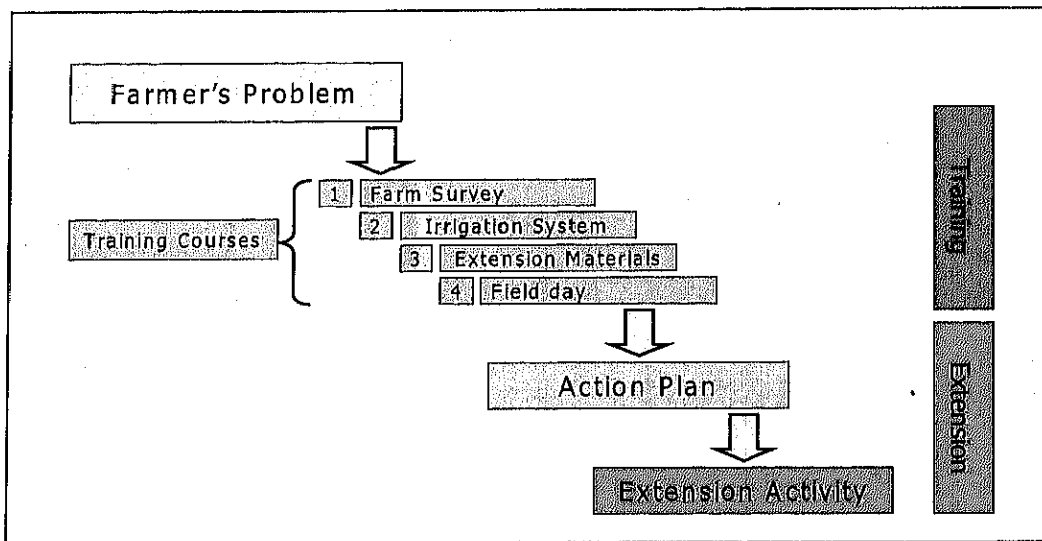 Farmer's Problem
1 Farm Survey
2 Irrigation System
Training Courses
3 Extension Materials
4 Field day
Action Plan
Extension Activity
Training
Extension